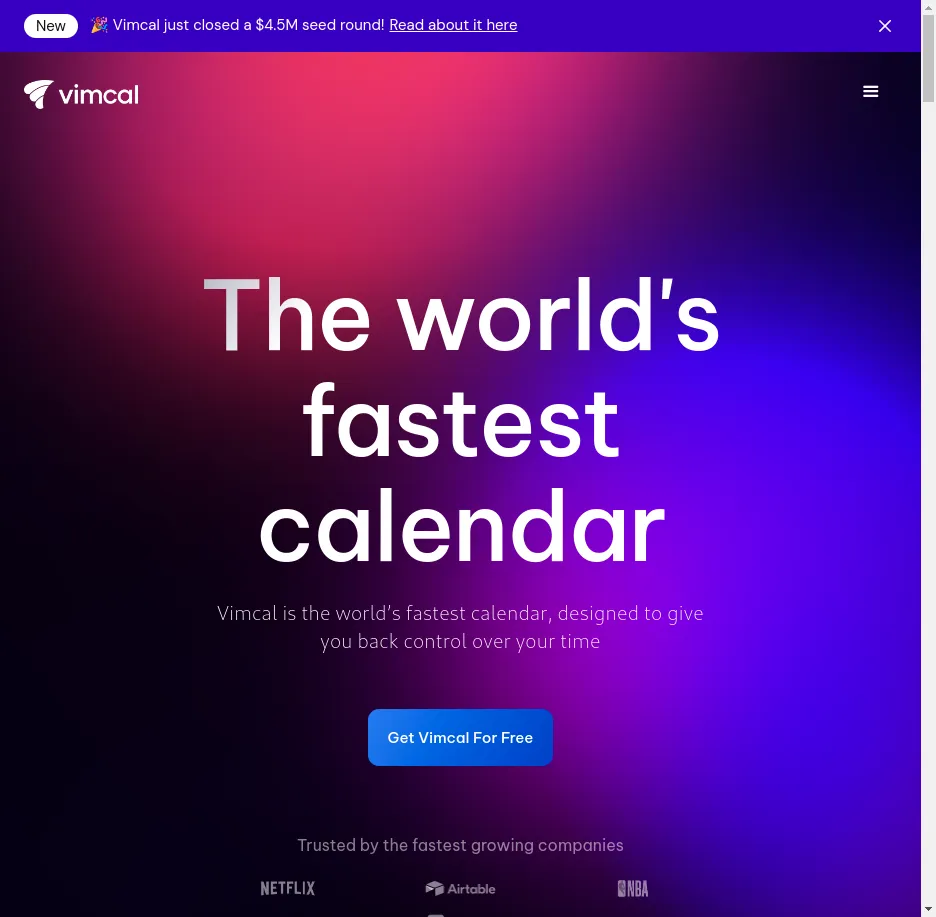 New 🎉 Vimcal just closed a $4.5M seed round! Read about it here
vimcal
The world's
fastest
calendar
Vimcal is the world’s fastest calendar, designed to give
you back control over your time
Get Vimcal For Free
Trusted by the fastest growing companies
NETFLIX Airtable NBA